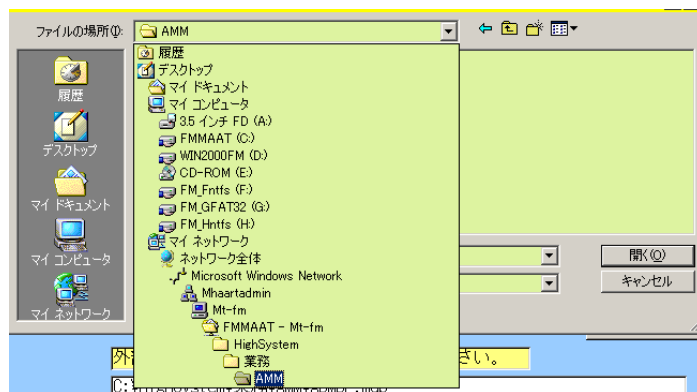 ファイルの場所(I):
AMM
履歴
デスクトップ
マイ ドキュメント
マイ コンピュータ
3.5 インチ FD (A:)
FMMAAT (C:)
WIN2000FM (D:)
CD-ROM (E:)
FM_Fntfs (F:)
FM_GFAT32 (G:)
FM_Hntfs (H:)
マイ ネットワーク
ネットワーク全体
Microsoft Windows Network
Mhaartadmin
Mt-fm
FMMAAT - Mt-fm
HighSystem
業務
AMM
履歴
デスクトップ
マイ ドキュメント
マイ コンピュータ
マイ ネットワーク
開く(O)
キャンセル
外
さい。